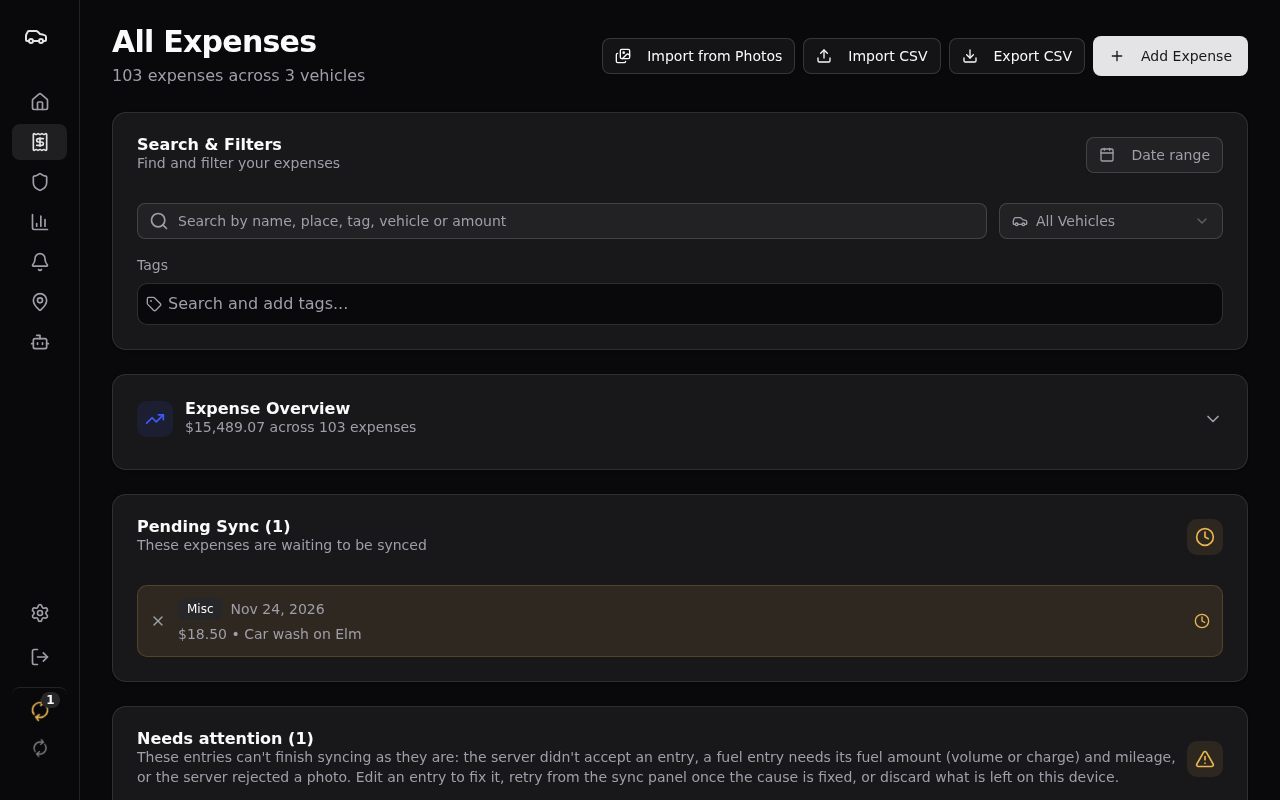 All Expenses
103 expenses across 3 vehicles
Import from Photos
Import CSV
Export CSV
Add Expense
Search & Filters
Find and filter your expenses
Date range
Search by name, place, tag, vehicle or amount
All Vehicles
Tags
Search and add tags...
Expense Overview
$15,489.07 across 103 expenses
Pending Sync (1)
These expenses are waiting to be synced
Misc Nov 24, 2026
$18.50 • Car wash on Elm
1
Needs attention (1)
These entries can't finish syncing as they are: the server didn't accept an entry, a fuel entry needs its fuel amount (volume or charge) and mileage,
or the server rejected a photo. Edit an entry to fix it, retry from the sync panel once the cause is fixed, or discard what is left on this device.